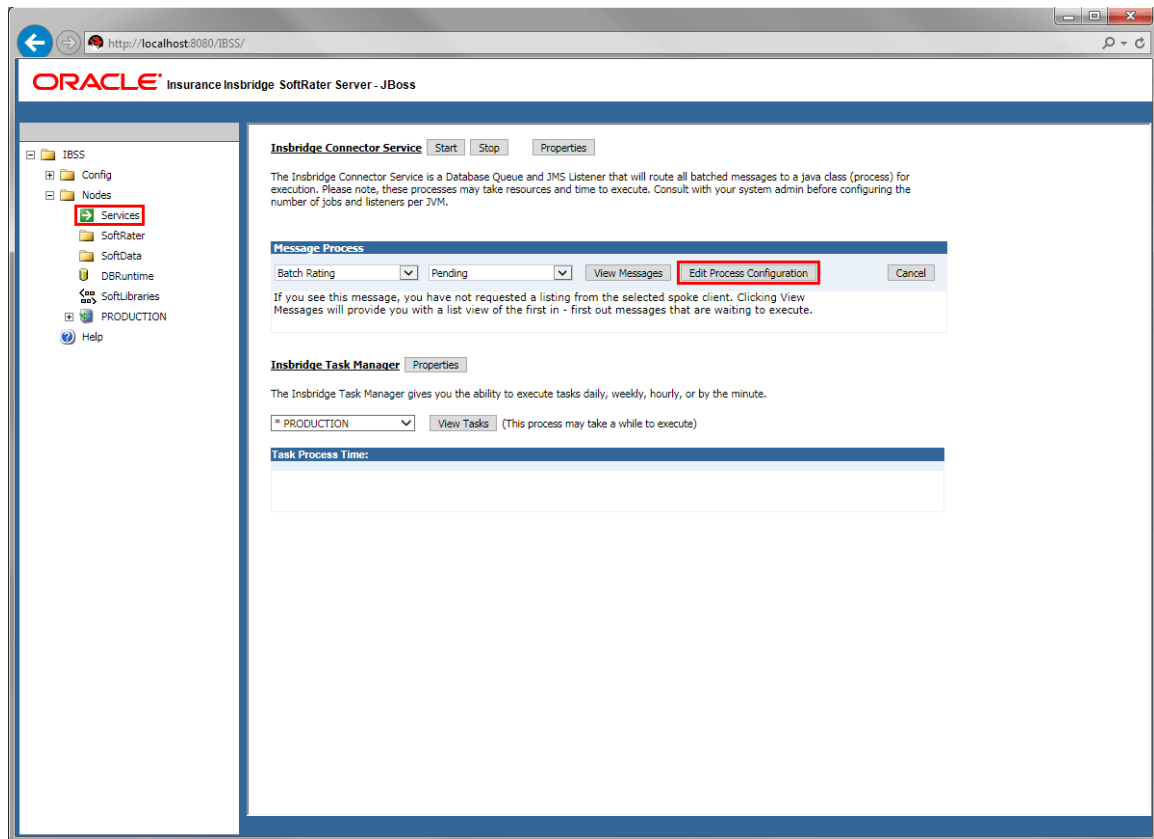 http://localhost:8080/IBSS/
ORACLE Insurance Insbridge SoftRater Server - JBoss
IBSS
Config
Nodes
Services
SoftRater
SoftData
DBRuntime
SoftLibraries
PRODUCTION
Help
Insbridge Connector Service Start Stop Properties
The Insbridge Connector Service is a Database Queue and JMS Listener that will route all batched messages to a java class (process) for
execution. Please note, these processes may take resources and time to execute. Consult with your system admin before configuring the
number of jobs and listeners per JVM.
Message Process
Batch Rating Pending View Messages Edit Process Configuration Cancel
If you see this message, you have not requested a listing from the selected spoke client. Clicking View
Messages will provide you with a list view of the first in - first out messages that are waiting to execute.
Insbridge Task Manager Properties
The Insbridge Task Manager gives you the ability to execute tasks daily, weekly, hourly, or by the minute.
* PRODUCTION View Tasks (This process may take a while to execute)
Task Process Time: